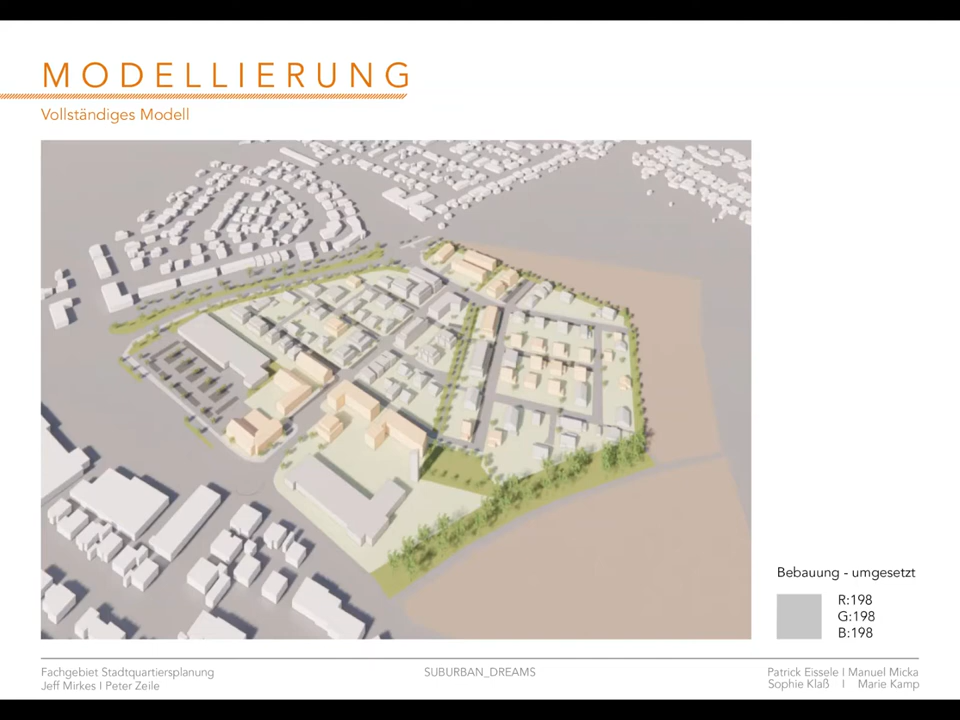 MODELLIERUNG
Vollständiges Modell
Bebauung - umgesetzt
R:198
G:198
B:198
Fachgebiet Stadtquartiersplanung
Jeff Mirkes I Peter Zeile
SUBURBAN_DREAMS
Patrick Eissele I Manuel Micka
Sophie Klaß I Marie Kamp